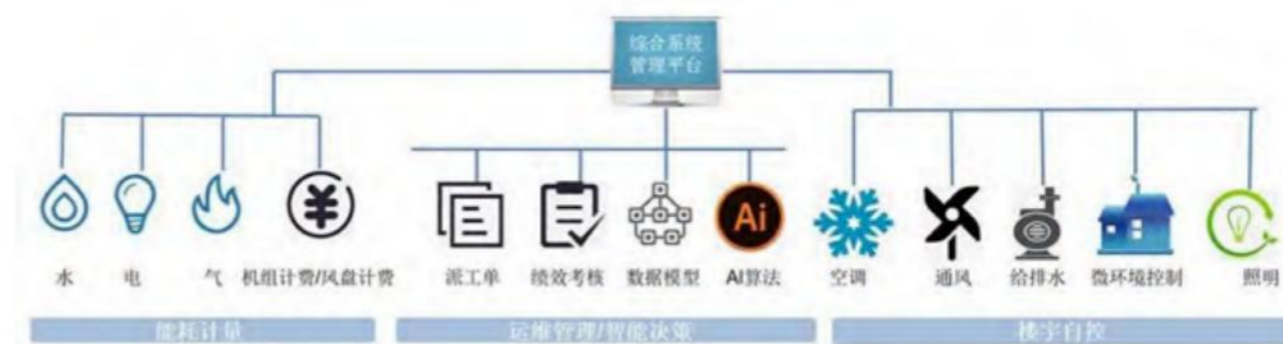 综合系统
管理平台
水
电
气
机组计费/风盘计费
派工单
绩效考核
数据模型
Ai
AI算法
空调
通风
给排水
微环境控制
照明
能耗计量
运维管理/智能决策
楼宇自控